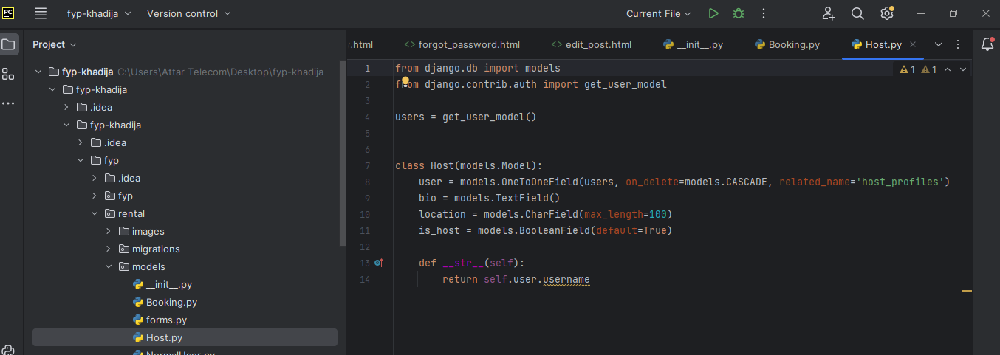 PC
fyp-khadija
Version control
Current File
Project
.html
forgot_password.html
edit_post.html
__init__.py
Booking.py
Host.py
fyp-khadija C:\Users\Attar Telecom\Desktop\fyp-khadija
fyp-khadija
.idea
fyp-khadija
.idea
fyp
.idea
fyp
rental
images
migrations
models
__init__.py
Booking.py
forms.py
Host.py
NormalUser.py
1 from django.db import models
1 1
2 from django.contrib.auth import get_user_model
3
4 users = get_user_model()
5
6
7 class Host(models.Model):
8 user = models.OneToOneField(users, on_delete=models.CASCADE, related_name='host_profiles')
9 bio = models.TextField()
10 location = models.CharField(max_length=100)
11 is_host = models.BooleanField(default=True)
12
13 def __str__(self):
14 return self.user.username